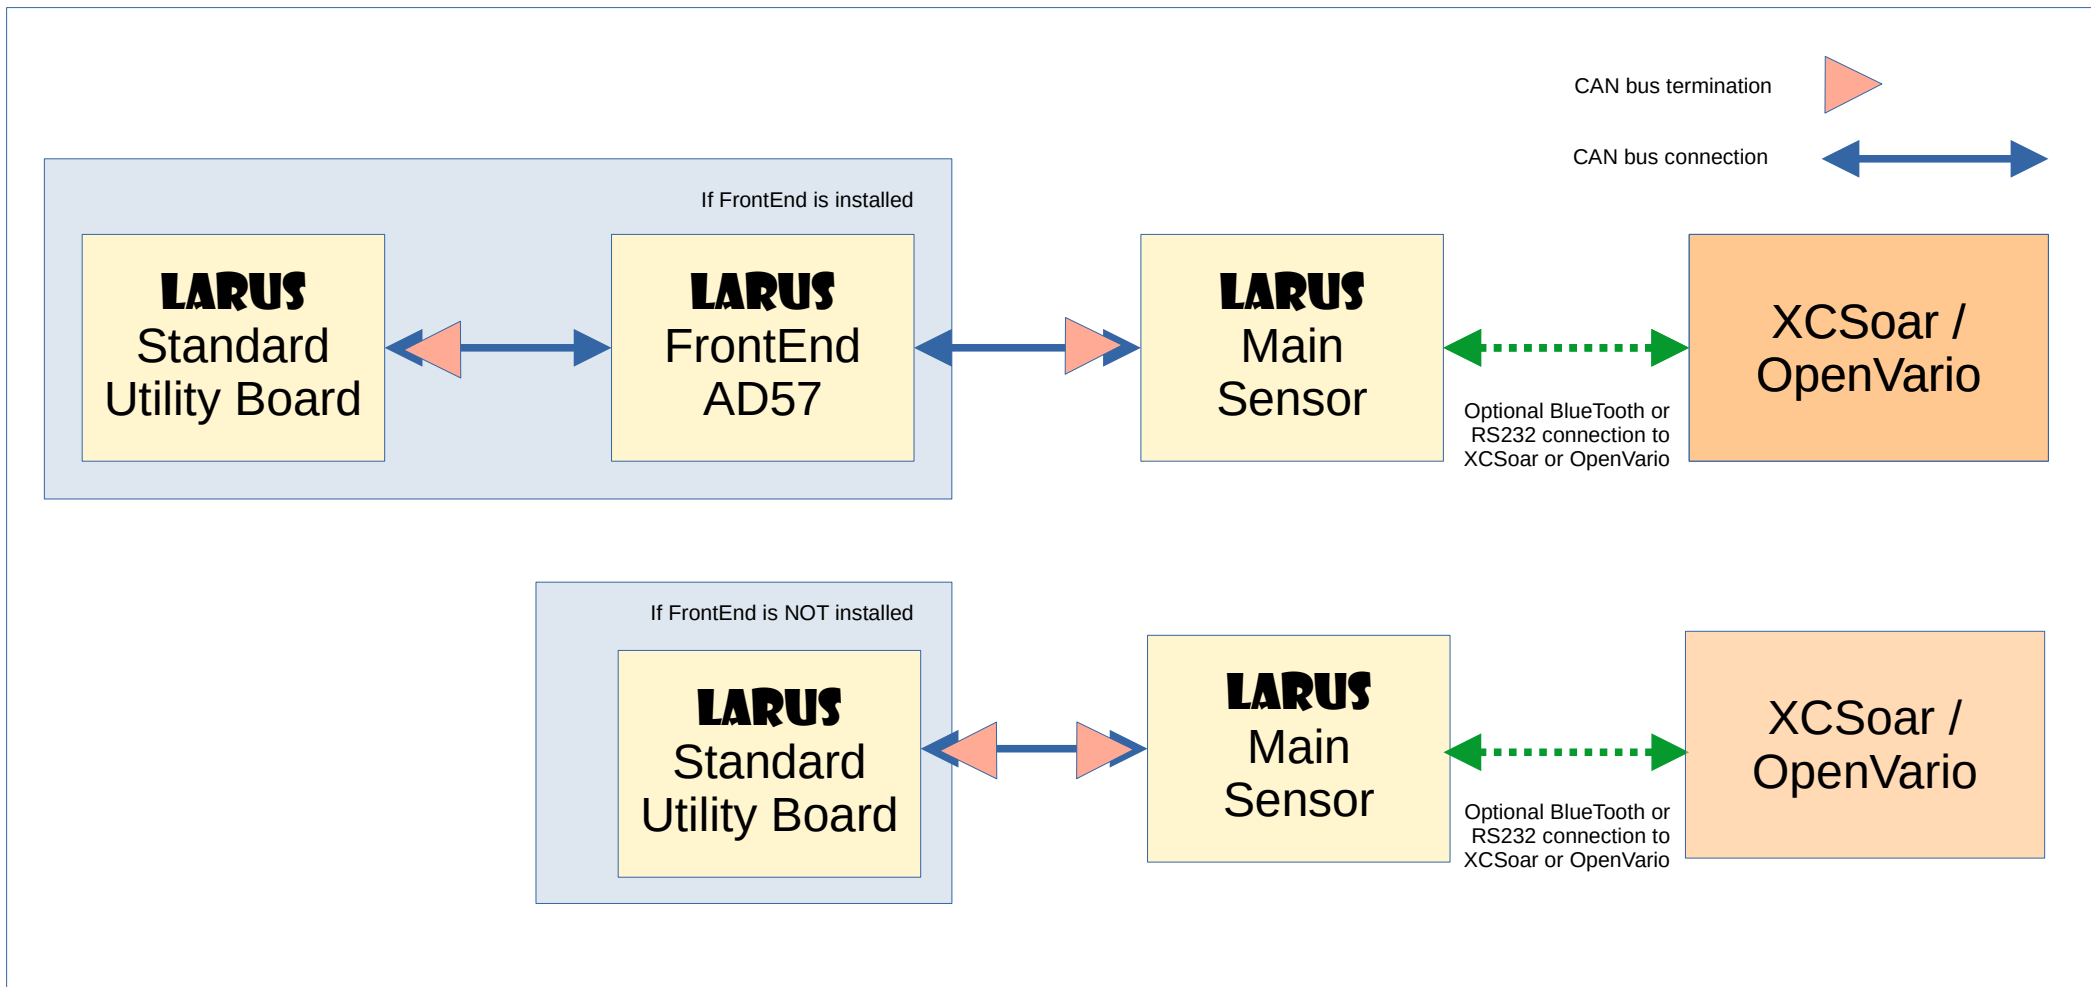 CAN bus termination
CAN bus connection
If FrontEnd is installed
LARUS
Standard
Utility Board
LARUS
FrontEnd
AD57
LARUS
Main
Sensor
Optional BlueTooth or
RS232 connection to
XCSoar or OpenVario
XCSoar /
OpenVario
If FrontEnd is NOT installed
LARUS
Standard
Utility Board
LARUS
Main
Sensor
Optional BlueTooth or
RS232 connection to
XCSoar or OpenVario
XCSoar /
OpenVario